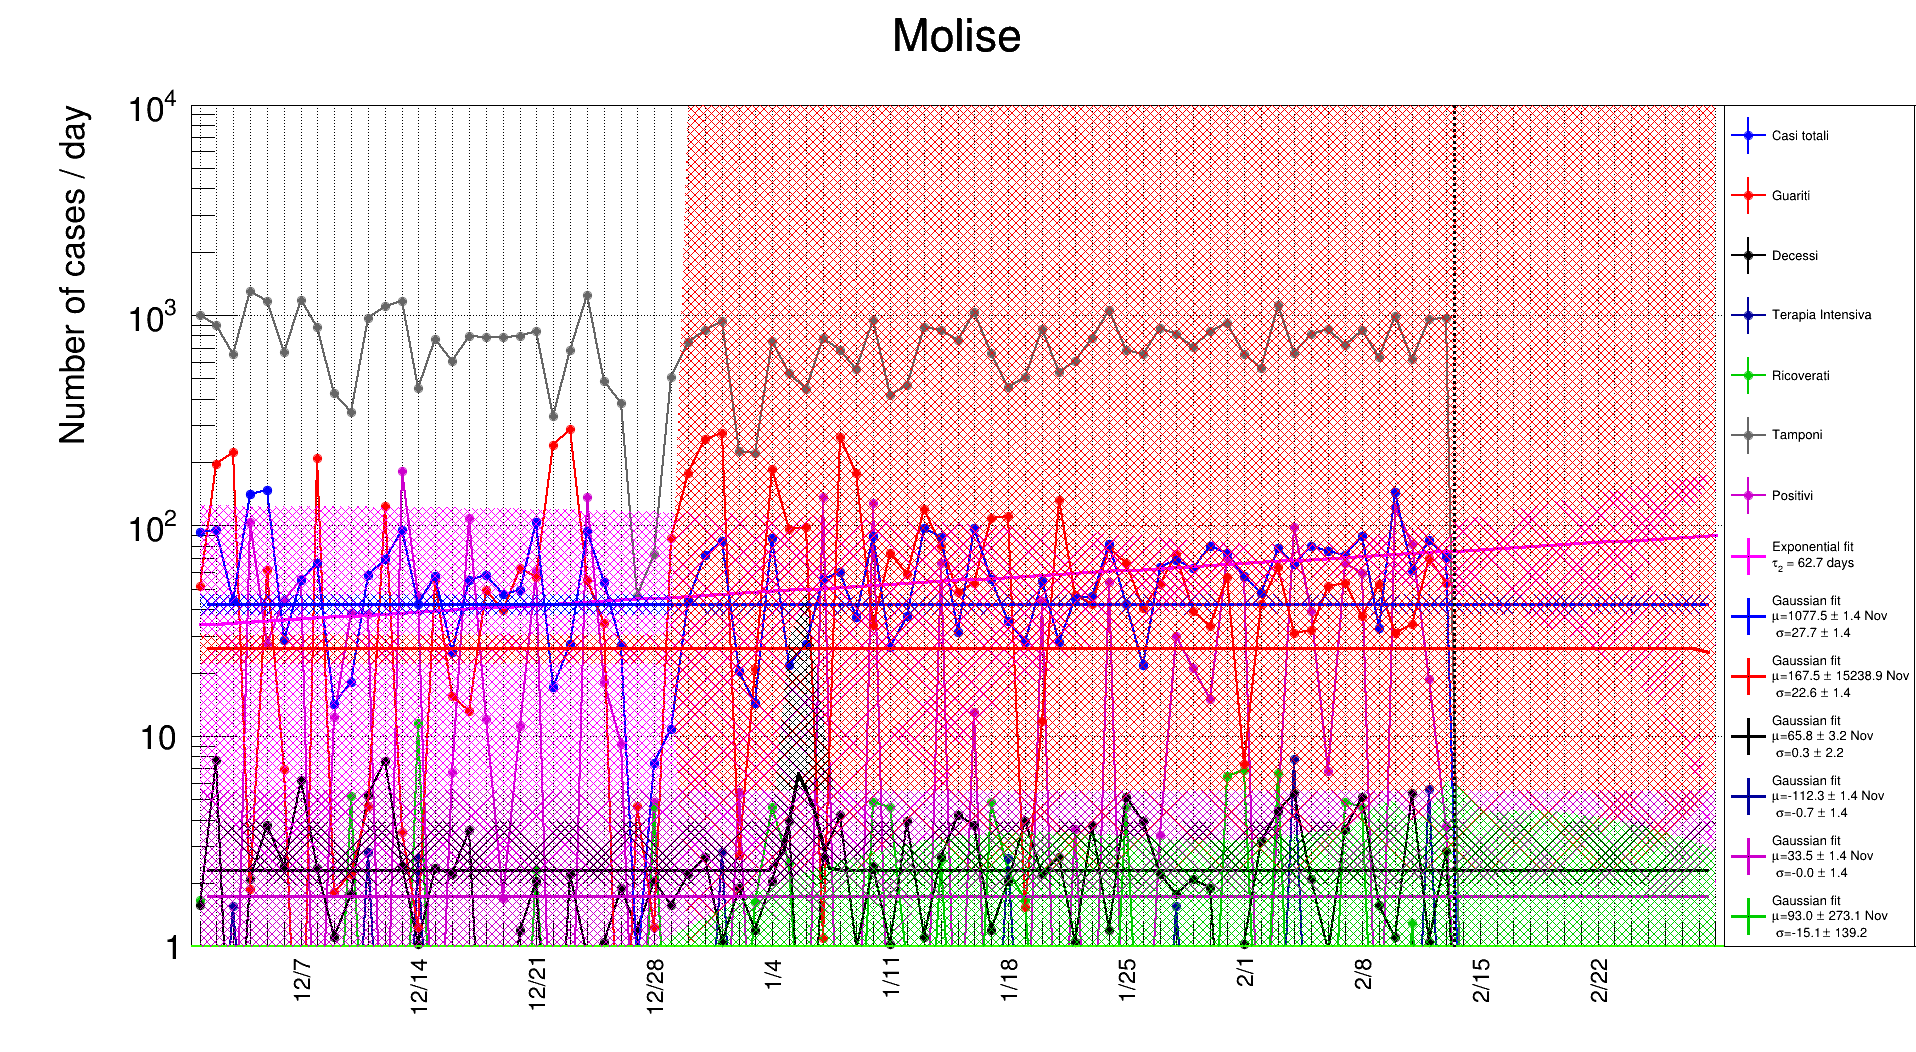 Molise
Number of cases / day
10^4
10^3
10^2
10
1
12/7
12/14
12/21
12/28
1/4
1/11
1/18
1/25
2/1
2/8
2/15
2/22
Casi totali
Guariti
Decessi
Terapia Intensiva
Ricoverati
Tamponi
Positivi
Exponential fit
τ₂ = 62.7 days
Gaussian fit
μ=1077.5 ± 1.4 Nov
σ=27.7 ± 1.4
Gaussian fit
μ=167.5 ± 15238.9 Nov
σ=22.6 ± 1.4
Gaussian fit
μ=65.8 ± 3.2 Nov
σ=0.3 ± 2.2
Gaussian fit
μ=-112.3 ± 1.4 Nov
σ=-0.7 ± 1.4
Gaussian fit
μ=33.5 ± 1.4 Nov
σ=-0.0 ± 1.4
Gaussian fit
μ=93.0 ± 273.1 Nov
σ=-15.1 ± 139.2